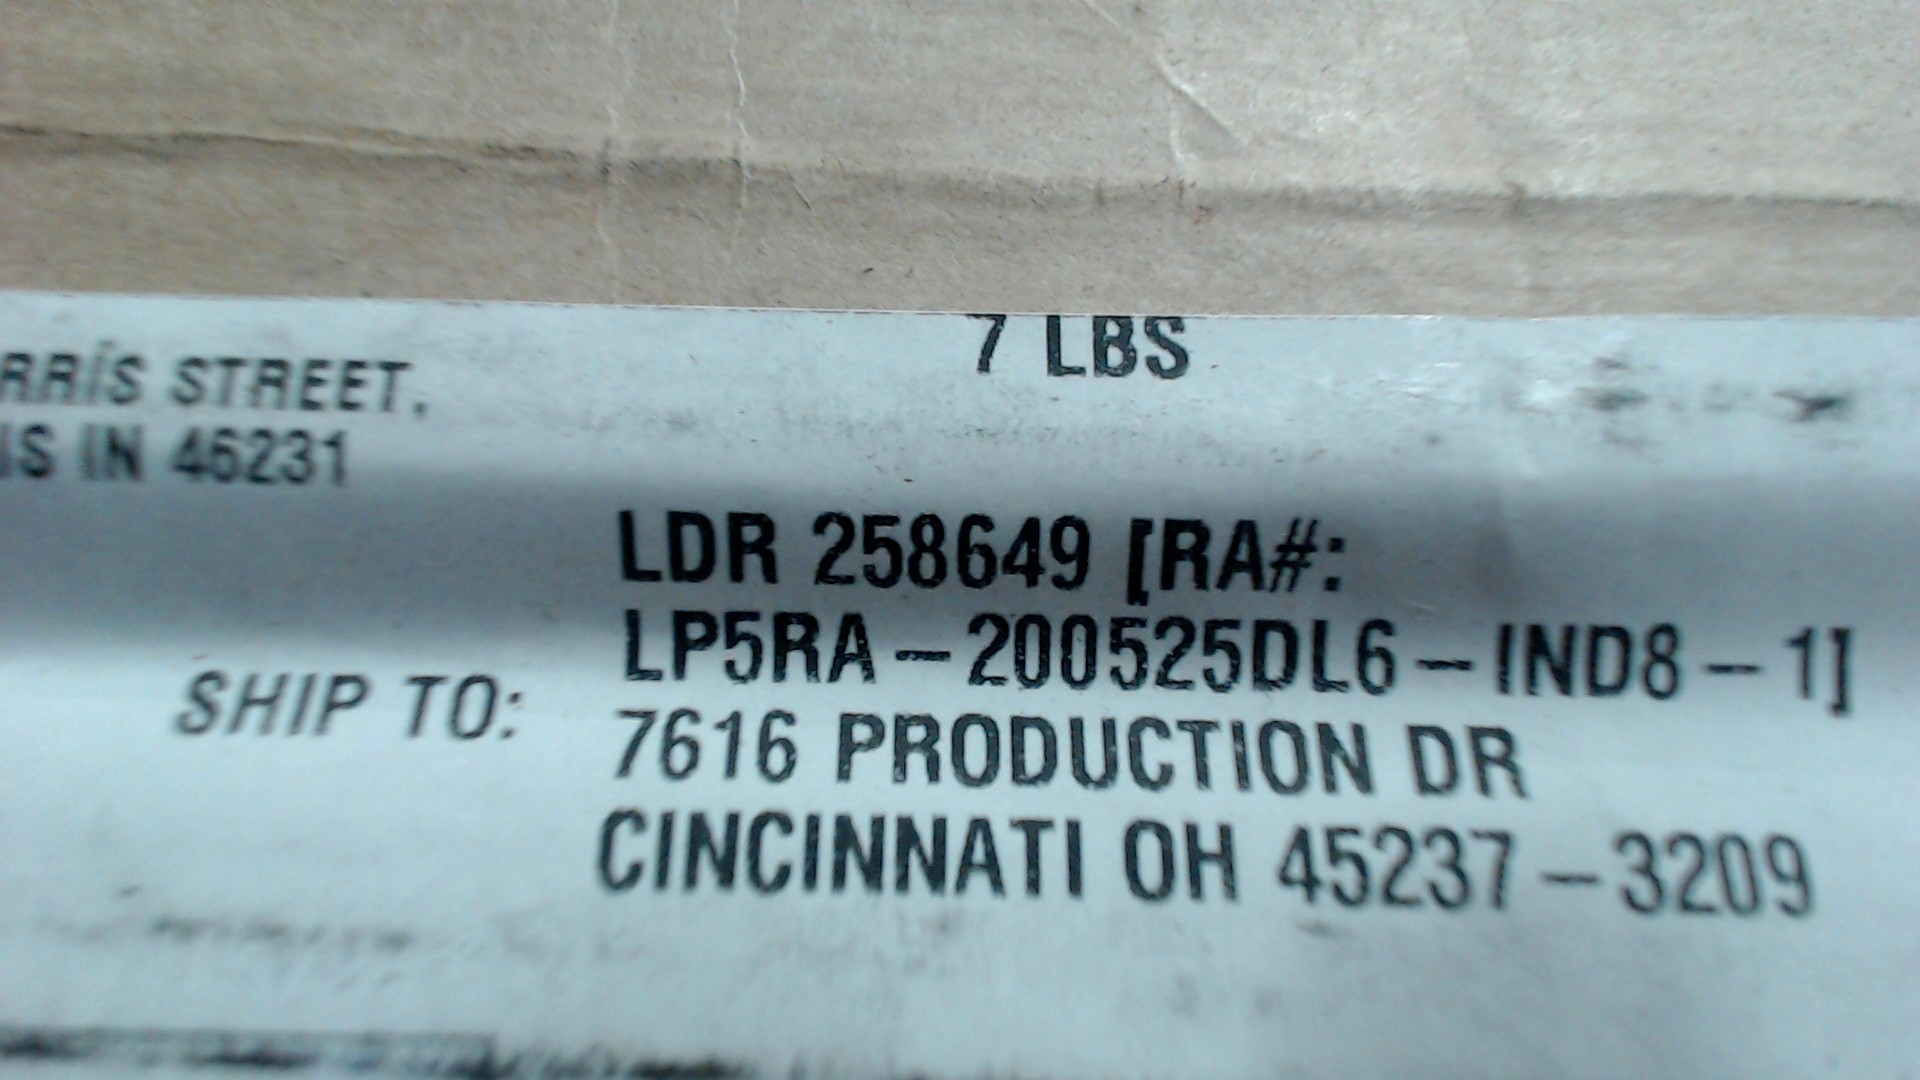 7 LBS
RRIS STREET,
IS IN 46231
LDR 258649 [RA#:
LP5RA-200525DL6-IND8-1]
SHIP TO:
7616 PRODUCTION DR
CINCINNATI OH 45237-3209